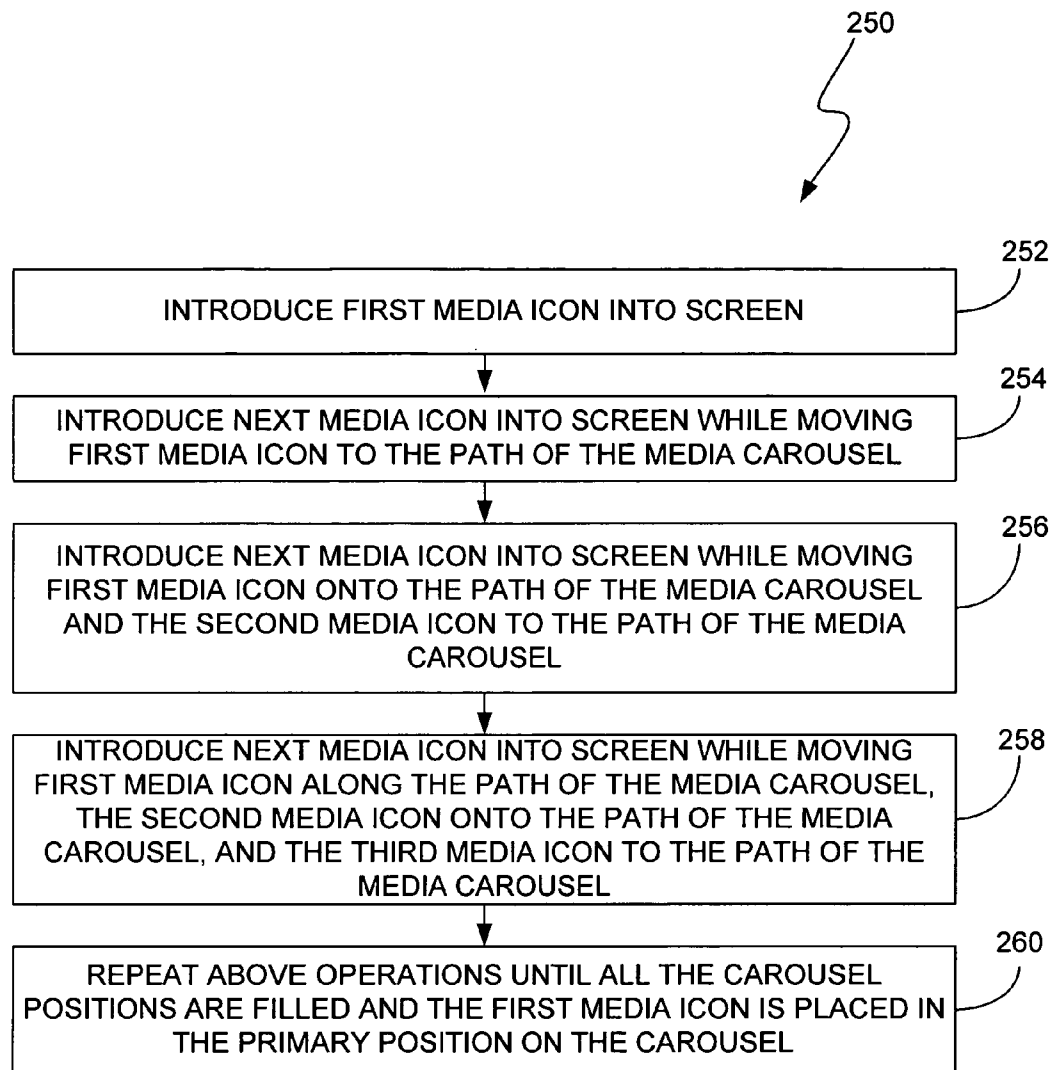 250
252
INTRODUCE FIRST MEDIA ICON INTO SCREEN
254
INTRODUCE NEXT MEDIA ICON INTO SCREEN WHILE MOVING
FIRST MEDIA ICON TO THE PATH OF THE MEDIA CAROUSEL
256
INTRODUCE NEXT MEDIA ICON INTO SCREEN WHILE MOVING
FIRST MEDIA ICON ONTO THE PATH OF THE MEDIA CAROUSEL
AND THE SECOND MEDIA ICON TO THE PATH OF THE MEDIA
CAROUSEL
258
INTRODUCE NEXT MEDIA ICON INTO SCREEN WHILE MOVING
FIRST MEDIA ICON ALONG THE PATH OF THE MEDIA CAROUSEL,
THE SECOND MEDIA ICON ONTO THE PATH OF THE MEDIA
CAROUSEL, AND THE THIRD MEDIA ICON TO THE PATH OF THE
MEDIA CAROUSEL
260
REPEAT ABOVE OPERATIONS UNTIL ALL THE CAROUSEL
POSITIONS ARE FILLED AND THE FIRST MEDIA ICON IS PLACED IN
THE PRIMARY POSITION ON THE CAROUSEL